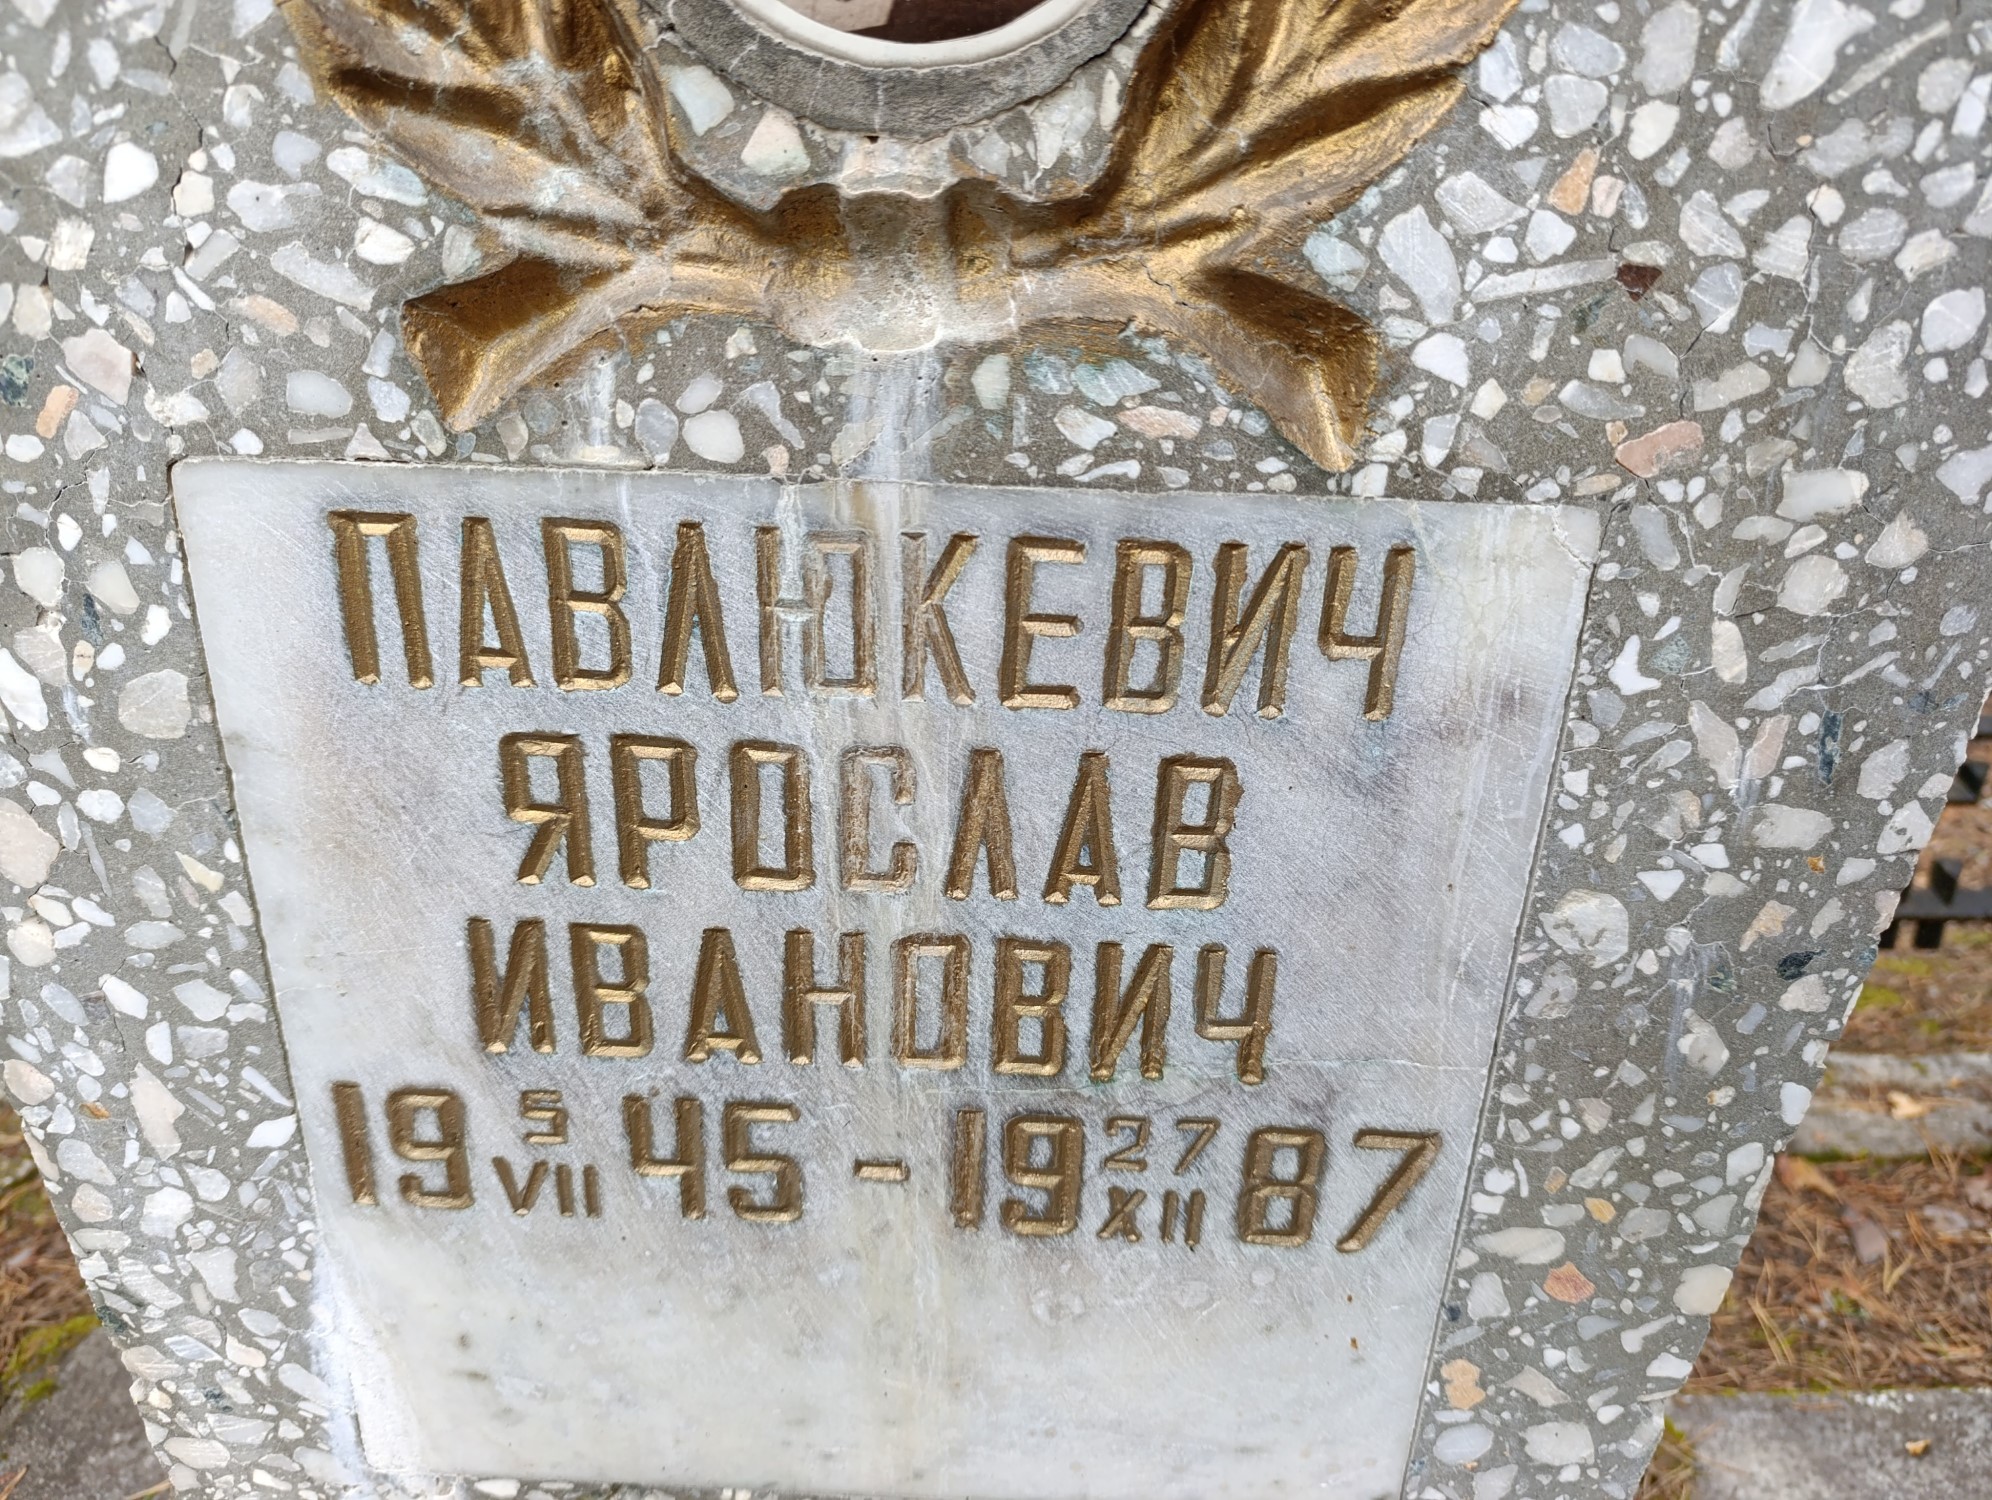 ПАВЛЮКЕВИЧ
ЯРОСЛАВ
ИВАНОВИЧ
19 5/VII 45 - 19 27/XII 87